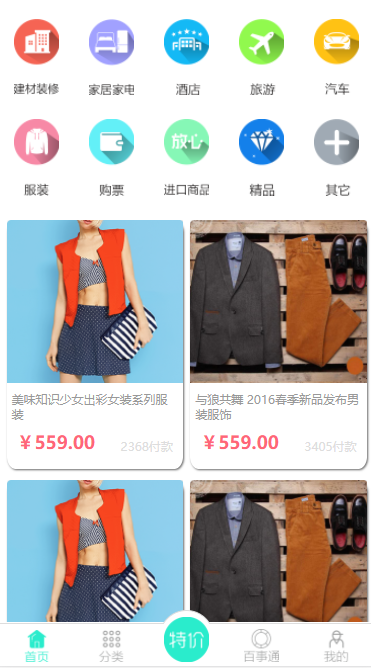 建材装修 家居家电 酒店 旅游 汽车
放心
服装 购票 进口商品 精品 其它
美味知识少女出彩女装系列服
装
¥ 559.00 2368付款
与狼共舞 2016春季新品发布男
装服饰
¥ 559.00 3405付款
首页 分类 特价 百事通 我的